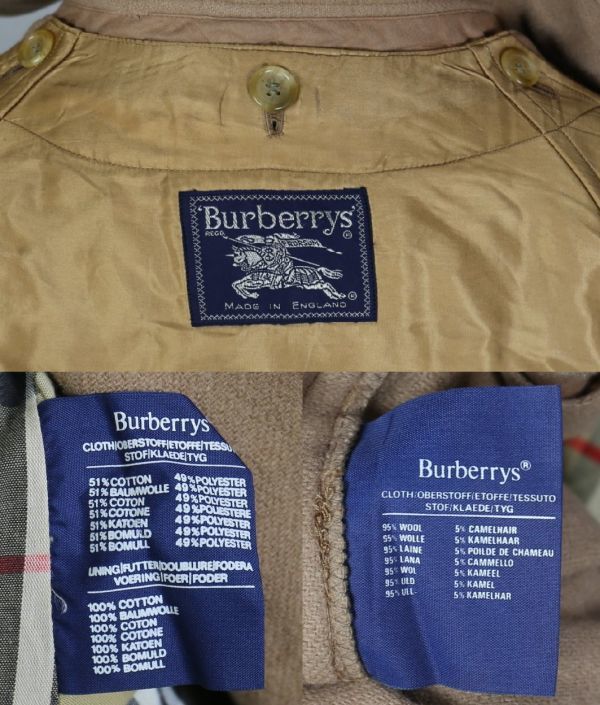 'Burberrys'
REGD ®
®
MADE IN ENGLAND
Burberrys
CLOTH/OBERSTOFF/ETOFFE/TESSUTO
STOF/KLAEDE/TYG
51% COTTON 49% POLYESTER
51% BAUMWOLLE 49% POLYESTER
51% COTON 49% POLYESTER
51% COTONE 49% POLIESTERE
51% KATOEN 49% POLYESTER
51% BOMULD 49% POLYESTER
51% BOMULL 49% POLYESTER
LINING/FUTTER/DOUBLURE/FODERA
VOERING/FOER/FODER
100% COTTON
100% BAUMWOLLE
100% COTON
100% COTONE
100% KATOEN
100% BOMULD
100% BOMULL
Burberrys®
CLOTH/OBERSTOFF/ETOFFE/TESSUTO
STOF/KLAEDE/TYG
95% WOOL 5% CAMELHAIR
95% WOLLE 5% KAMELHAAR
95% LAINE 5% POILDE DE CHAMEAU
95% LANA 5% CAMMELLO
95% WOL 5% KAMEEL
95% ULD 5% KAMEL
95% ULL 5% KAMELHAR